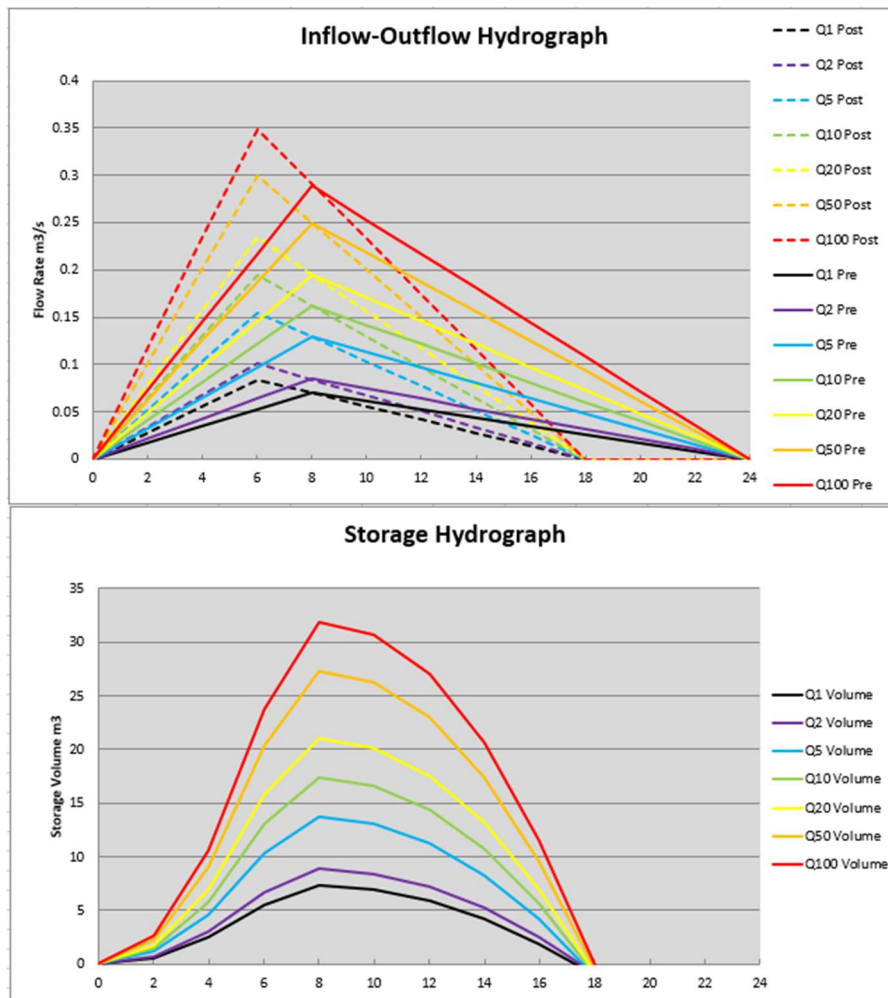 Inflow-Outflow Hydrograph
Flow Rate m3/s
0.4
0.35
0.3
0.25
0.2
0.15
0.1
0.05
0
0 2 4 6 8 10 12 14 16 18 20 22 24
Q1 Post
Q2 Post
Q5 Post
Q10 Post
Q20 Post
Q50 Post
Q100 Post
Q1 Pre
Q2 Pre
Q5 Pre
Q10 Pre
Q20 Pre
Q50 Pre
Q100 Pre
Storage Hydrograph
Storage Volume m3
35
30
25
20
15
10
5
0
0 2 4 6 8 10 12 14 16 18 20 22 24
Q1 Volume
Q2 Volume
Q5 Volume
Q10 Volume
Q20 Volume
Q50 Volume
Q100 Volume